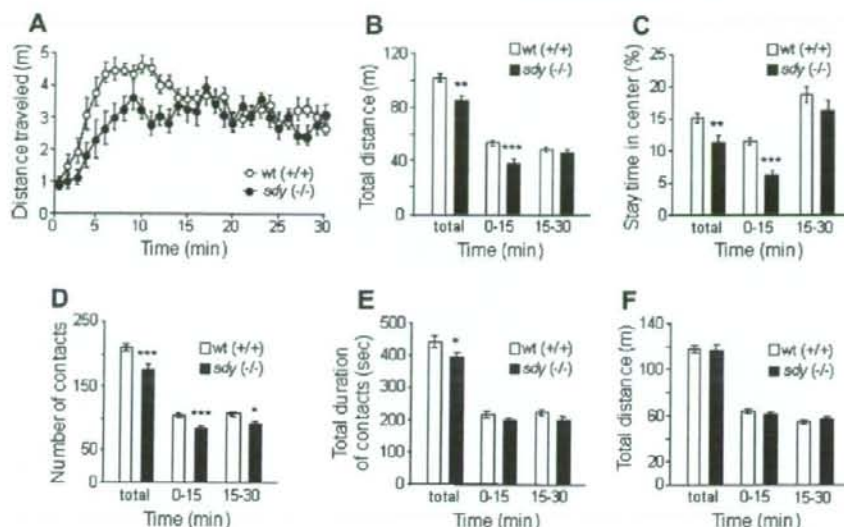 A
Distance traveled (m)
5
4
3
2
1
0
5
10
15
20
25
30
wt (+/+)
sdy (-/-)
Time (min)
B
Total distance (m)
120
80
40
0
wt (+/+)
sdy (-/-)
**
***
total 0-15 15-30
Time (min)
C
Stay time in center (%)
25
20
15
10
5
0
wt (+/+)
sdy (-/-)
**
***
total 0-15 15-30
Time (min)
D
Number of contacts
250
150
50
0
wt (+/+)
sdy (-/-)
***
***
*
total 0-15 15-30
Time (min)
E
Total duration
of contacts (sec)
500
400
300
200
100
0
wt (+/+)
sdy (-/-)
*
total 0-15 15-30
Time (min)
F
Total distance (m)
120
80
40
0
wt (+/+)
sdy (-/-)
total 0-15 15-30
Time (min)